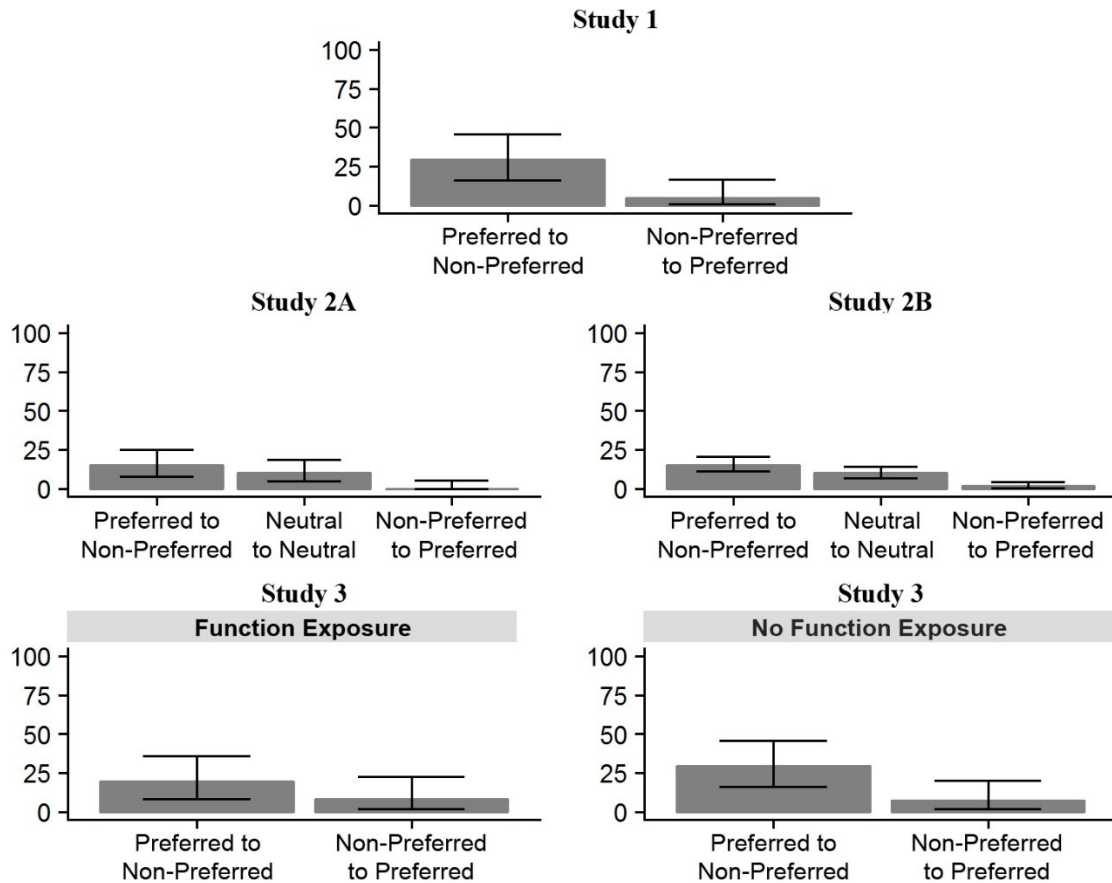 Study 1
100
75
50
25
0
Preferred to
Non-Preferred
Non-Preferred
to Preferred
Study 2A
100
75
50
25
0
Preferred to
Non-Preferred
Neutral
to Neutral
Non-Preferred
to Preferred
Study 2B
100
75
50
25
0
Preferred to
Non-Preferred
Neutral
to Neutral
Non-Preferred
to Preferred
Study 3
Function Exposure
100
75
50
25
0
Preferred to
Non-Preferred
Non-Preferred
to Preferred
Study 3
No Function Exposure
100
75
50
25
0
Preferred to
Non-Preferred
Non-Preferred
to Preferred